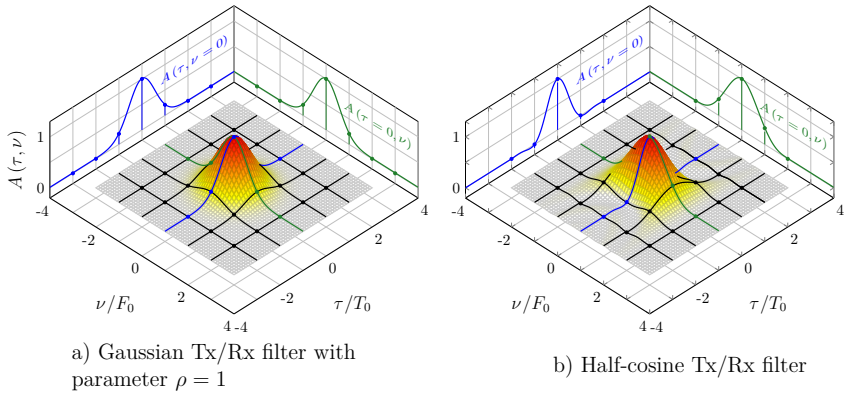 A(τ, ν = 0)
A(τ = 0, ν)
A(τ, ν)
1
0
-4
-2
0
2
4
ν/F₀
-4
-2
0
2
4
τ/T₀
a) Gaussian Tx/Rx filter with
parameter ρ = 1
A(τ, ν = 0)
A(τ = 0, ν)
1
0
-4
-2
0
2
4
ν/F₀
-4
-2
0
2
4
τ/T₀
b) Half-cosine Tx/Rx filter